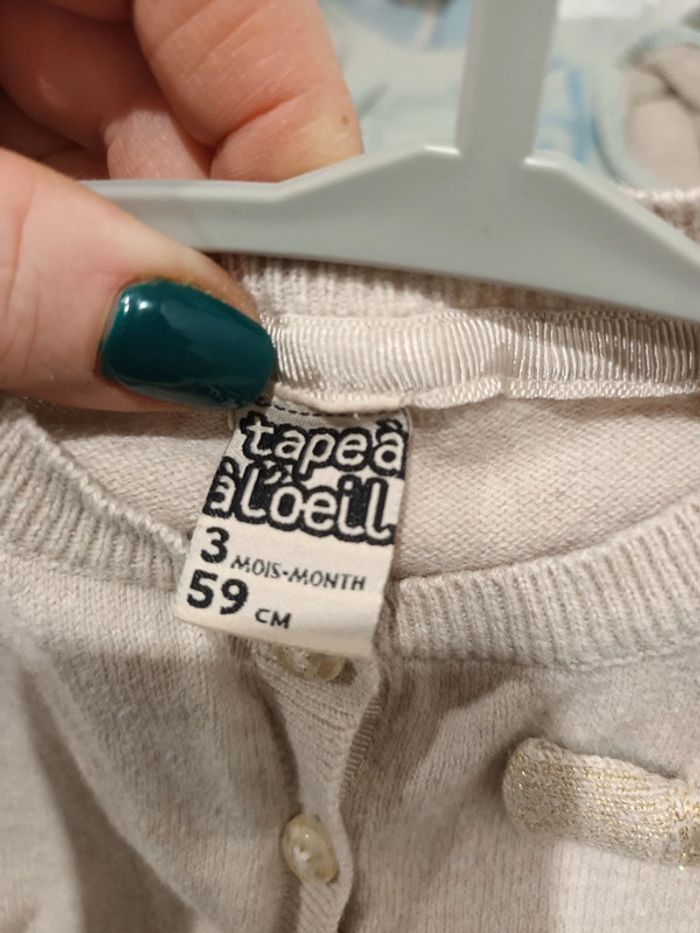 tapeà
àl'oeil
3 MOIS-MONTH
59 CM